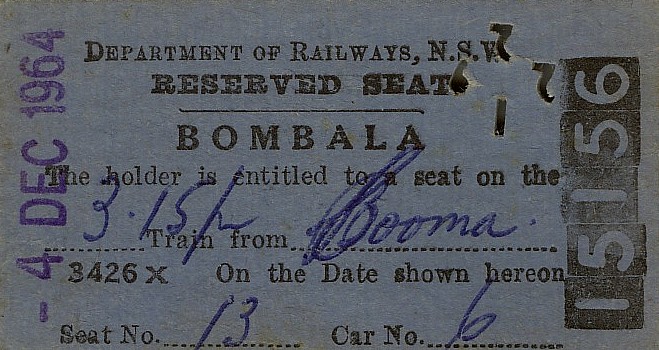 DEPARTMENT OF RAILWAYS, N.S.W.
RESERVED SEAT
BOMBALA
The holder is entitled to a seat on the
3.15 p Train from Cooma.
3426 X On the Date shown hereon
Seat No. 13 Car No. 6
- 4 DEC 1964
15156